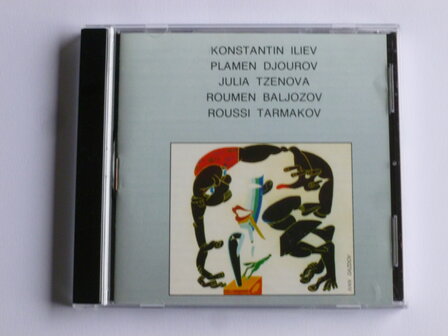 KONSTANTIN ILIEV
PLAMEN DJOUROV
JULIA TZENOVA
ROUMEN BALJOZOV
ROUSSI TARMAKOV